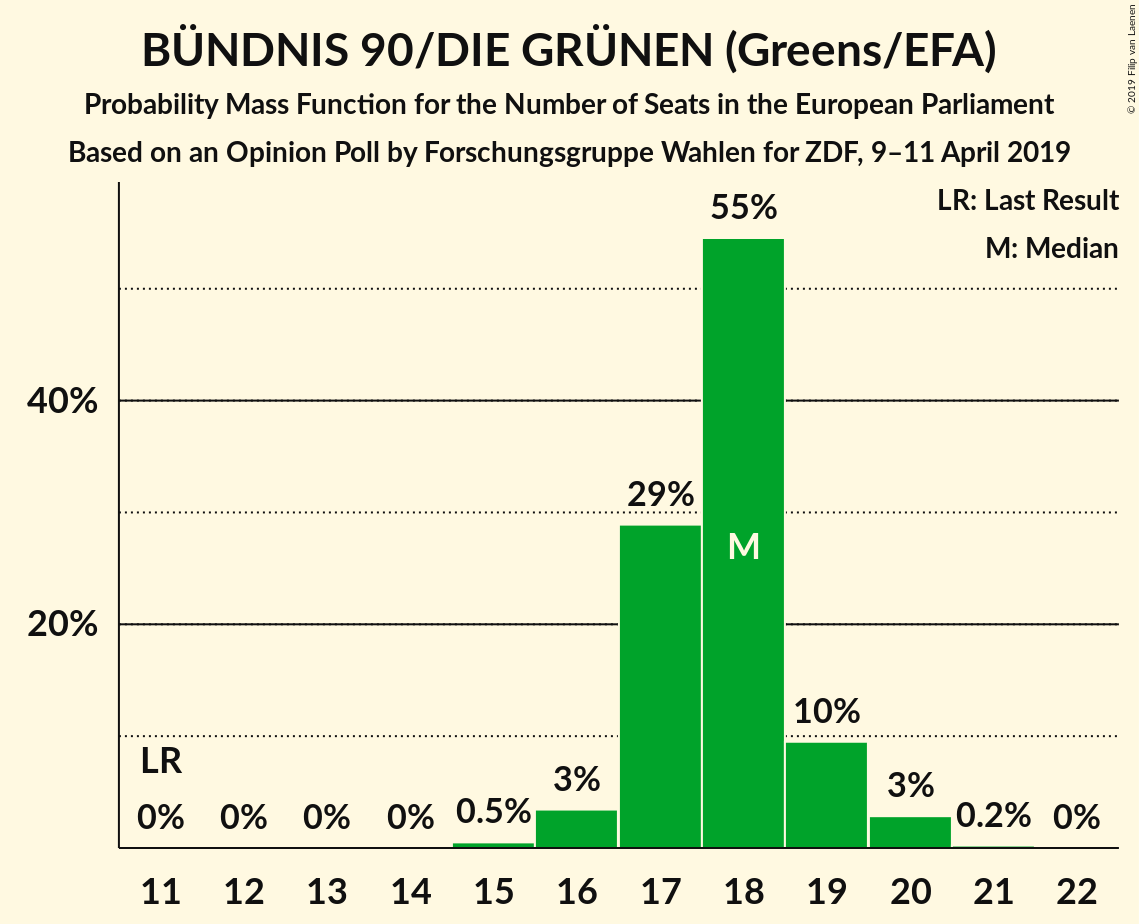 BÜNDNIS 90/DIE GRÜNEN (Greens/EFA)
Probability Mass Function for the Number of Seats in the European Parliament
Based on an Opinion Poll by Forschungsgruppe Wahlen for ZDF, 9–11 April 2019
© 2019 Filip van Laenen
LR: Last Result
M: Median
55%
40%
29%
M
20%
10%
LR
3%
3%
0% 0% 0% 0% 0.5% 0.2% 0%
11 12 13 14 15 16 17 18 19 20 21 22